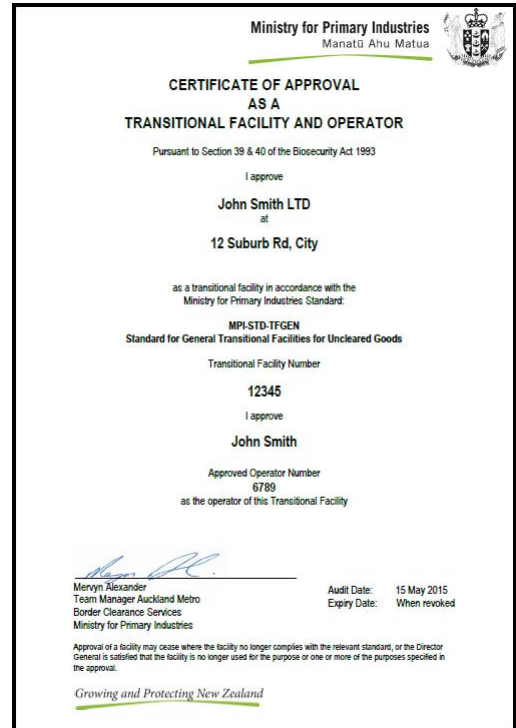 Ministry for Primary Industries
Manatū Ahu Matua
CERTIFICATE OF APPROVAL
AS A
TRANSITIONAL FACILITY AND OPERATOR
Pursuant to Section 39 & 40 of the Biosecurity Act 1993
I approve
John Smith LTD
at
12 Suburb Rd, City
as a transitional facility in accordance with the
Ministry for Primary Industries Standard:
MPI-STD-TFGEN
Standard for General Transitional Facilities for Uncleared Goods
Transitional Facility Number
12345
I approve
John Smith
Approved Operator Number
6789
as the operator of this Transitional Facility
Mervyn Alexander
Team Manager Auckland Metro
Border Clearance Services
Ministry for Primary Industries
Audit Date: 15 May 2015
Expiry Date: When revoked
Approval of a facility may cease where the facility no longer complies with the relevant standard, or the Director
General is satisfied that the facility is no longer used for the purpose or one or more of the purposes specified in
the approval.
Growing and Protecting New Zealand